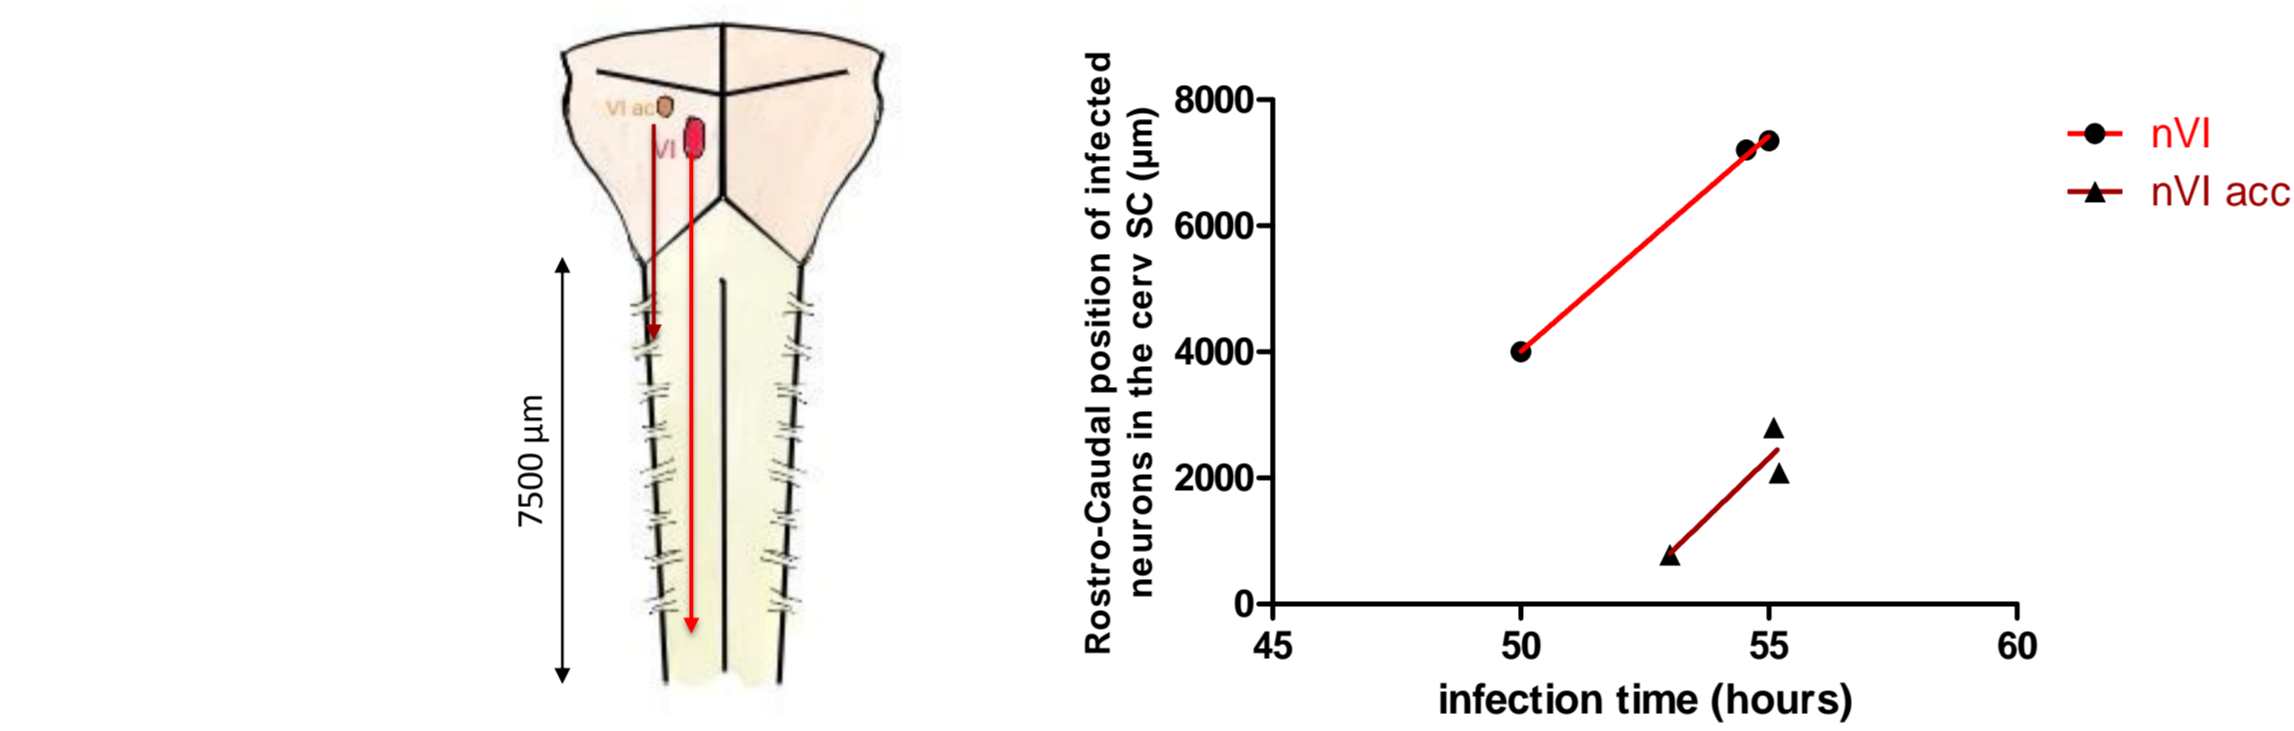 VI ac
VI
7500 µm
Rostro-Caudal position of infected
neurons in the cerv SC (µm)
8000
6000
4000
2000
0
45 50 55 60
infection time (hours)
nVI
nVI acc